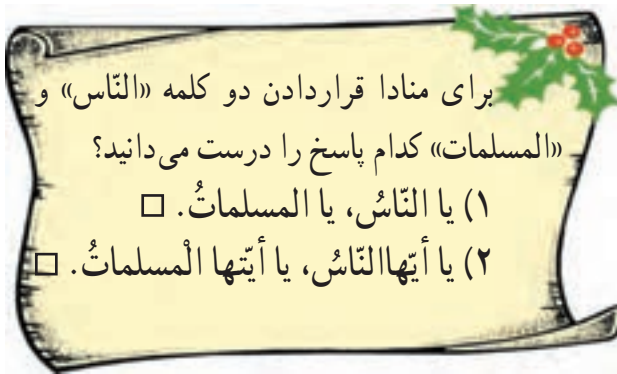 برای منادا قراردادن دو کلمه «النّاس» و
«المسلمات» کدام پاسخ را درست می‌دانید؟
۱) یا النّاسُ، یا المسلماتُ. □
۲) یا أیّهاالنّاسُ، یا أیّتها الْمسلماتُ. □